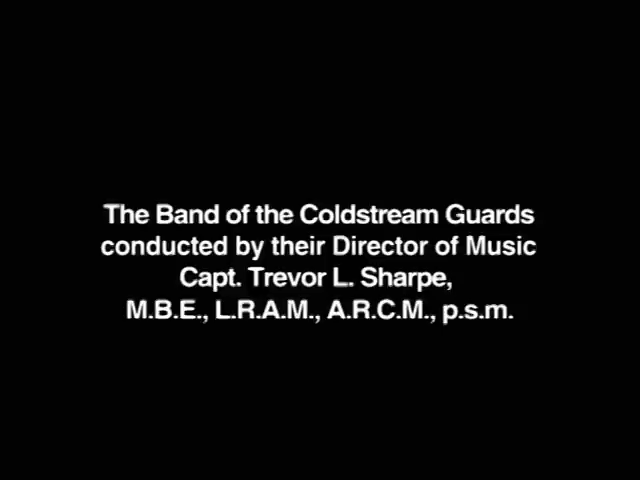 The Band of the Coldstream Guards
conducted by their Director of Music
Capt. Trevor L. Sharpe,
M.B.E., L.R.A.M., A.R.C.M., p.s.m.